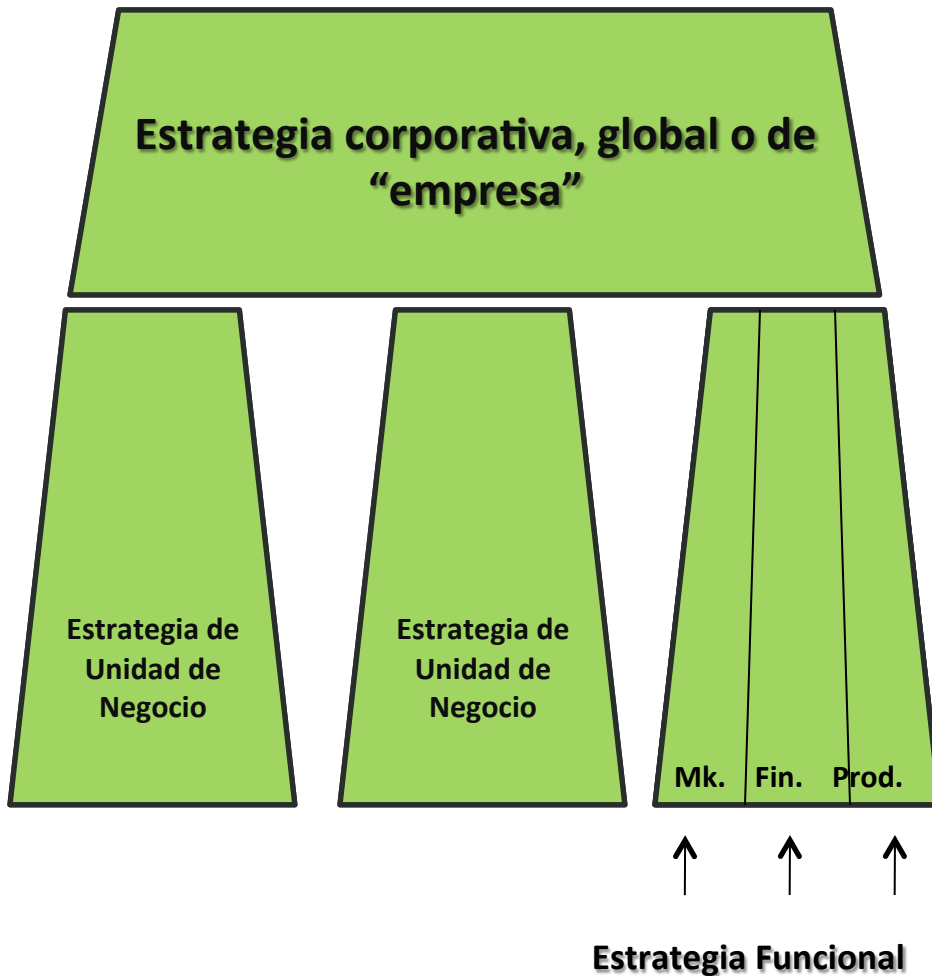 Estrategia corporativa, global o de
“empresa”
Estrategia de
Unidad de
Negocio
Estrategia de
Unidad de
Negocio
Mk. Fin. Prod.
Estrategia Funcional